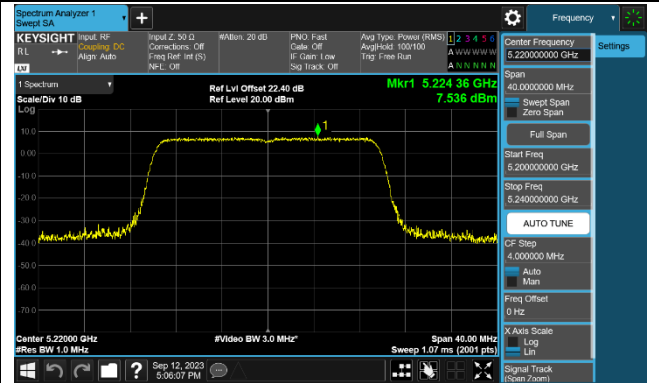 Spectrum Analyzer 1
Swept SA
Frequency
KEYSIGHT
RL
LXI
Input: RF
Coupling: DC
Align: Auto
Input Z: 50 Ω
Corrections: Off
Freq Ref: Int (S)
NFE: Off
#Atten: 20 dB
PNO: Fast
Gate: Off
IF Gain: Low
Sig Track: Off
Avg Type: Power (RMS)
Avg|Hold: 100/100
Trig: Free Run
1 2 3 4 5 6
A W W W W W
A N N N N N
1 Spectrum
Scale/Div 10 dB
Log
Ref Lvl Offset 22.40 dB
Ref Level 20.00 dBm
Mkr1 5.224 36 GHz
7.536 dBm
1
10.0
0.00
-10.0
-20.0
-30.0
-40.0
-50.0
-60.0
-70.0
Center 5.22000 GHz
#Res BW 1.0 MHz
#Video BW 3.0 MHz*
Span 40.00 MHz
Sweep 1.07 ms (2001 pts)
Sep 12, 2023
5:06:07 PM
Center Frequency
5.220000000 GHz
Settings
Span
40.0000000 MHz
Swept Span
Zero Span
Full Span
Start Freq
5.200000000 GHz
Stop Freq
5.240000000 GHz
AUTO TUNE
CF Step
4.000000 MHz
Auto
Man
Freq Offset
0 Hz
X Axis Scale
Log
Lin
Signal Track
(Span Zoom)